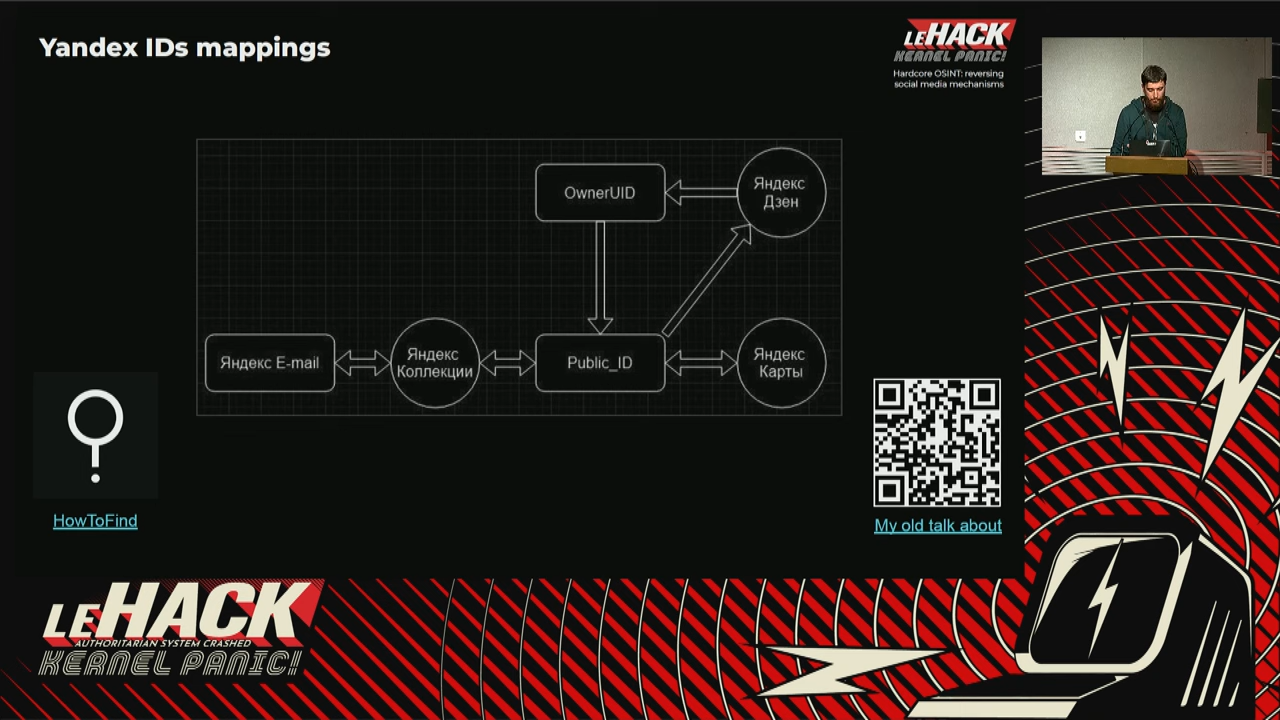 Yandex IDs mappings
LEHACK
KERNEL PANIC!
Hardcore OSINT: reversing
social media mechanisms
OwnerUID
Яндекс
Дзен
Яндекс E-mail
Яндекс
Коллекции
Public_ID
Яндекс
Карты
HowToFind
My old talk about
LEHACK
AUTHORITARIAN SYSTEM CRASHED
KERNEL PANIC!